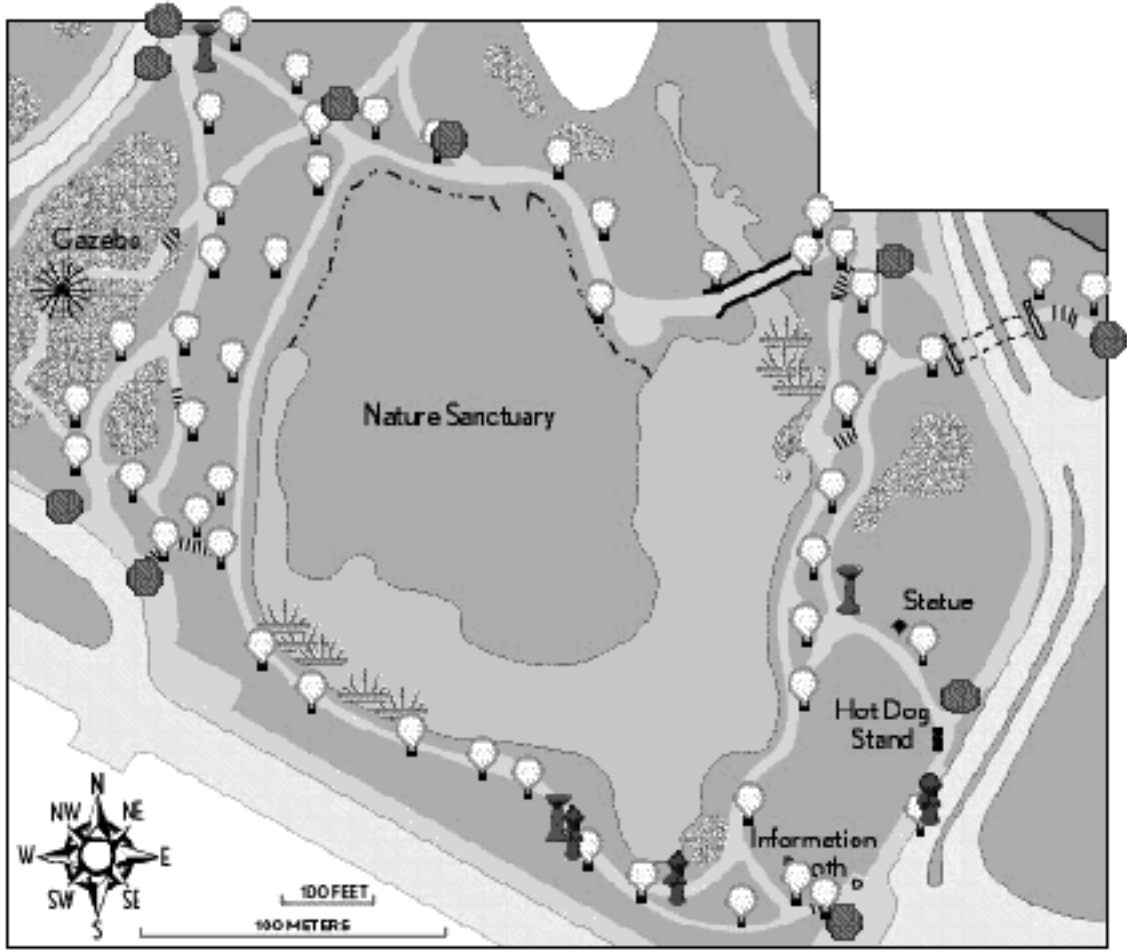 Gazebo
Nature Sanctuary
Statue
Hot Dog
Stand
Information
N
NW
NE
W
E
SW
SE
S
100 FEET
100 METERS